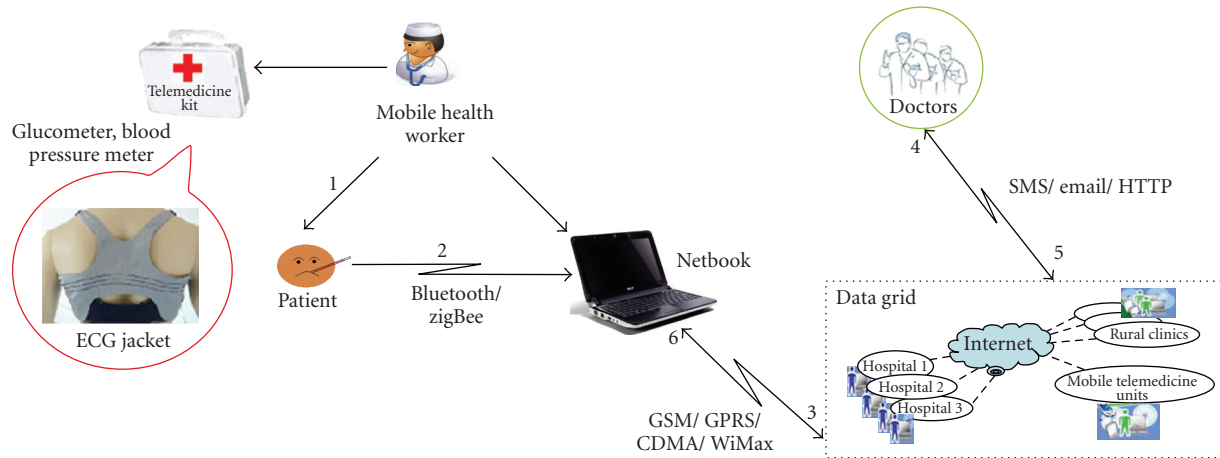 Telemedicine
kit
Glucometer, blood
pressure meter
ECG jacket
Mobile health
worker
1
Patient
2
Bluetooth/
zigBee
Netbook
6
GSM/ GPRS/
CDMA/ WiMax
3
Doctors
4
SMS/ email/ HTTP
5
Data grid
Internet
Rural clinics
Hospital 1
Hospital 2
Hospital 3
Mobile telemedicine
units